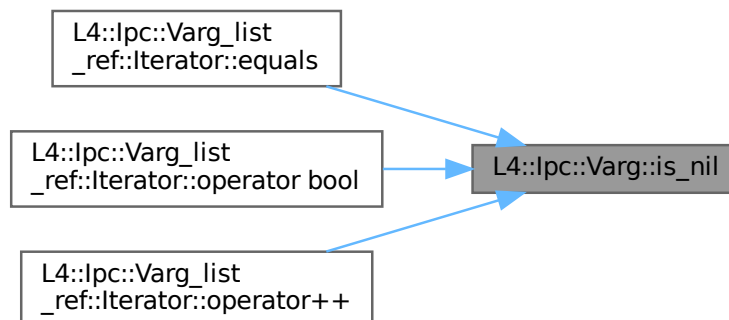 L4::Ipc::Varg_list
_ref::Iterator::equals
L4::Ipc::Varg_list
_ref::Iterator::operator bool
L4::Ipc::Varg::is_nil
L4::Ipc::Varg_list
_ref::Iterator::operator++